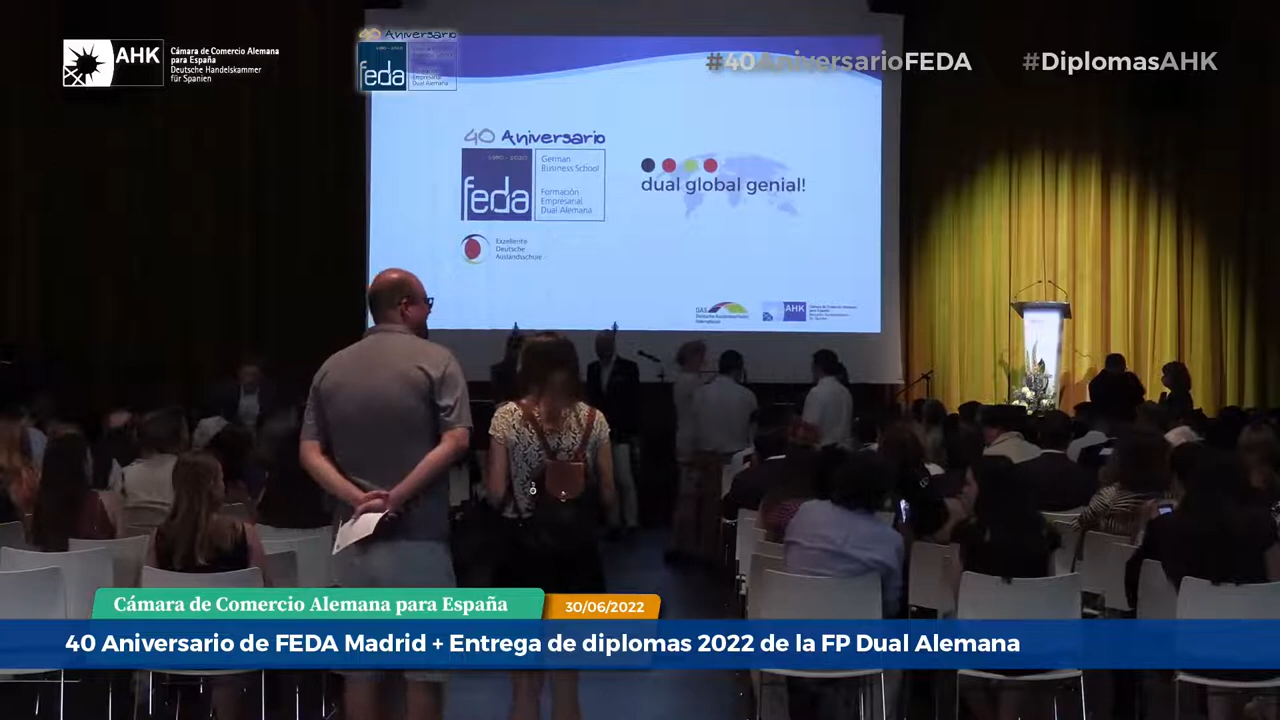 AHK
Cámara de Comercio Alemana
para España
Deutsche Handelskammer
für Spanien
40 Aniversario
1980 - 2020
feda
#40AniversarioFEDA
#DiplomasAHK
40 Aniversario
1980 - 2020
feda
German
Business School
Formación
Empresarial
Dual Alemana
dual global genial!
Exzellente
Deutsche
Auslandsschule
AHK
Cámara de Comercio Alemana para España
30/06/2022
40 Aniversario de FEDA Madrid + Entrega de diplomas 2022 de la FP Dual Alemana